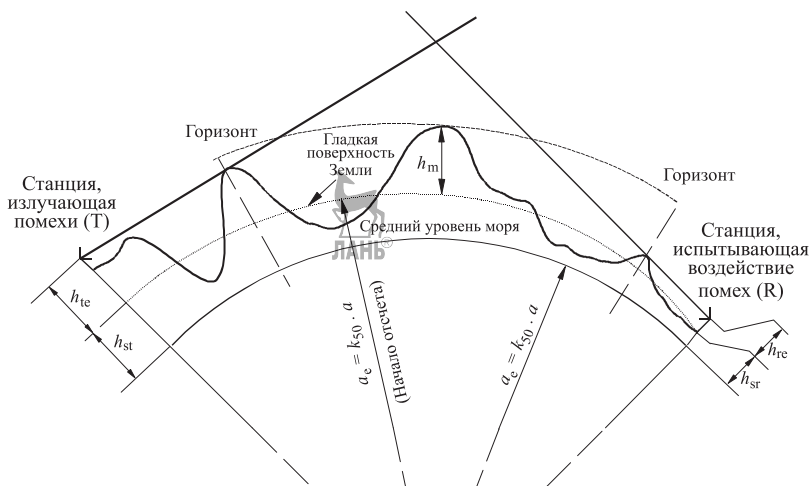 Горизонт
Гладкая
поверхность
Земли
h_m
Горизонт
Станция,
излучающая
помехи (T)
Станция,
испытывающая
воздействие
помех (R)
Средний уровень моря
ЛАНЬ®
h_te
h_st
a_e = k_50 · a
(Начало отсчета)
a_e = k_50 · a
h_re
h_sr